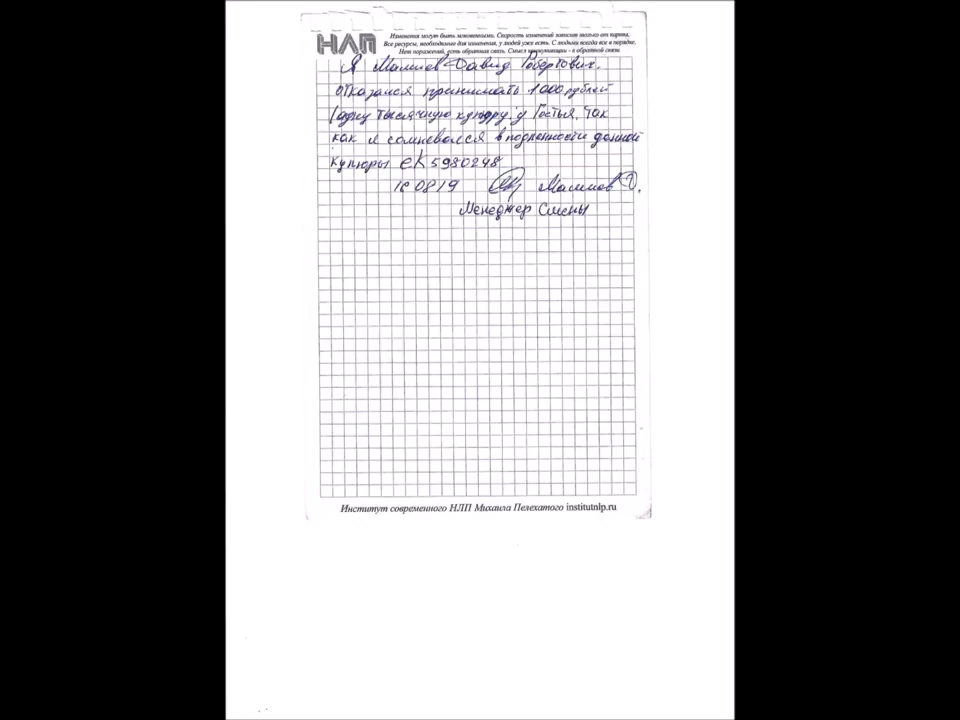 НЛП
Изменения могут быть мгновенными. Скорость изменений зависит только от карты.
Все ресурсы, необходимые для изменения, у людей уже есть. С людьми всегда все в порядке.
Нет поражений, есть обратная связь. Смысл коммуникации - в обратной связи.
Я Давид Робертович.
отказался принимать 1000 рублей
(одну тысячную купюру) у Гостья, Так
как я сомневался в подленности данной
купюры еК 5980248
16 08 19
Менеджер Смены
Институт современного НЛП Михаила Пелехатого institutnlp.ru